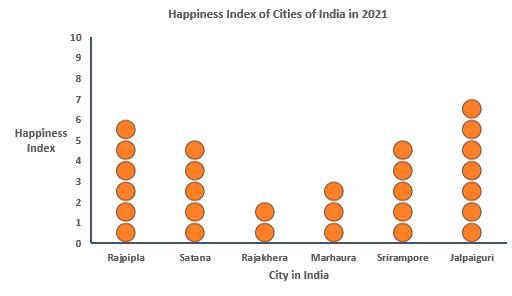 Happiness Index of Cities of India in 2021
10
9
8
7
6
5
4
3
2
1
0
Happiness
Index
Rajpipla Satana Rajakhera Marhaura Srirampore Jalpaiguri
City in India